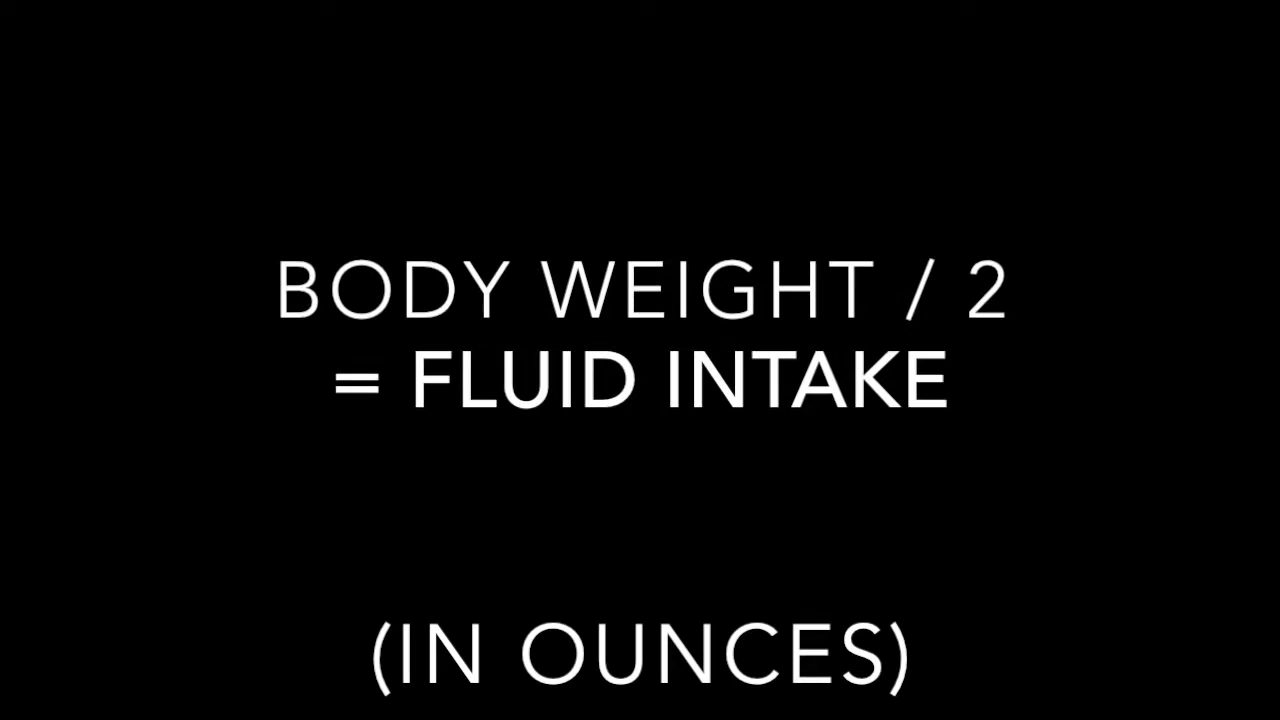 BODY WEIGHT / 2
= FLUID INTAKE
(IN OUNCES)